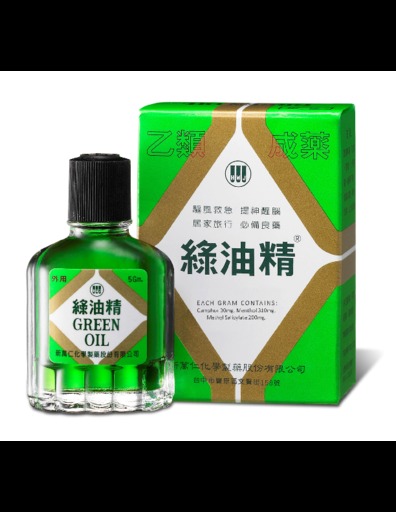 乙類 成藥
驅風救急 提神醒腦
居家旅行 必備良藥
綠油精®
EACH GRAM CONTAINS:
Camphor 90mg, Menthol 310mg,
Methyl Salicylate 200mg.
新萬仁化學製藥股份有限公司
外用 5Gm.
綠油精
GREEN
OIL
新萬仁化學製藥股份有限公司